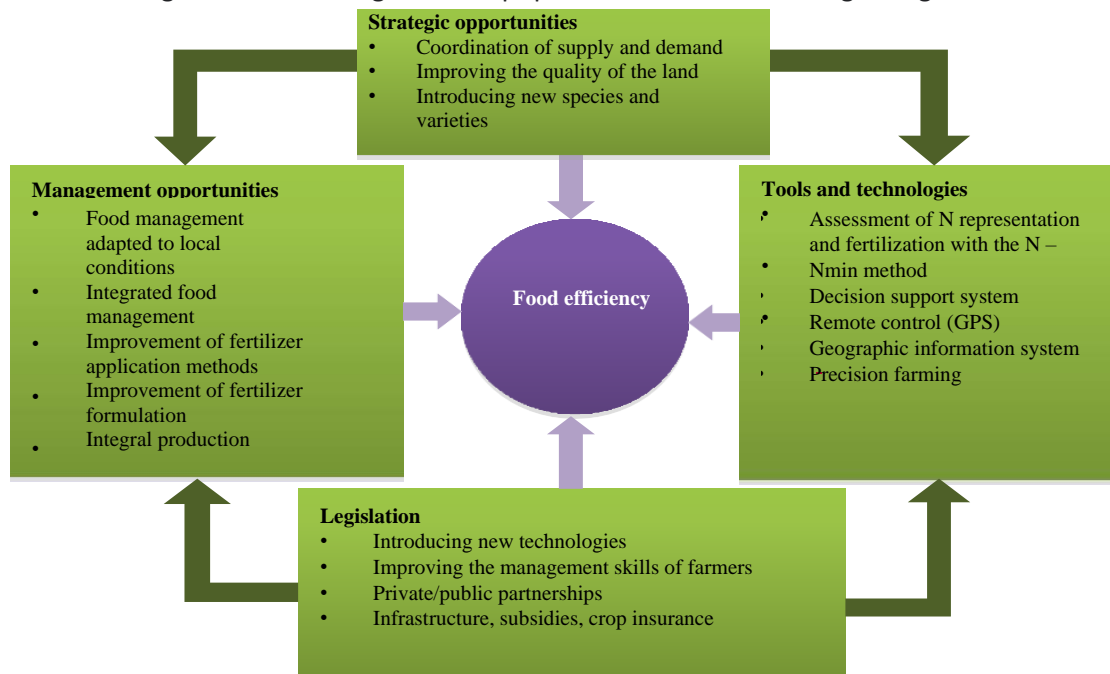 Strategic opportunities
• Coordination of supply and demand
• Improving the quality of the land
• Introducing new species and
varieties
Management opportunities
• Food management
adapted to local
conditions
• Integrated food
management
• Improvement of fertilizer
application methods
• Improvement of fertilizer
formulation
• Integral production
Food efficiency
Tools and technologies
• Assessment of N representation
and fertilization with the N –
• Nmin method
• Decision support system
• Remote control (GPS)
• Geographic information system
• Precision farming
Legislation
• Introducing new technologies
• Improving the management skills of farmers
• Private/public partnerships
• Infrastructure, subsidies, crop insurance